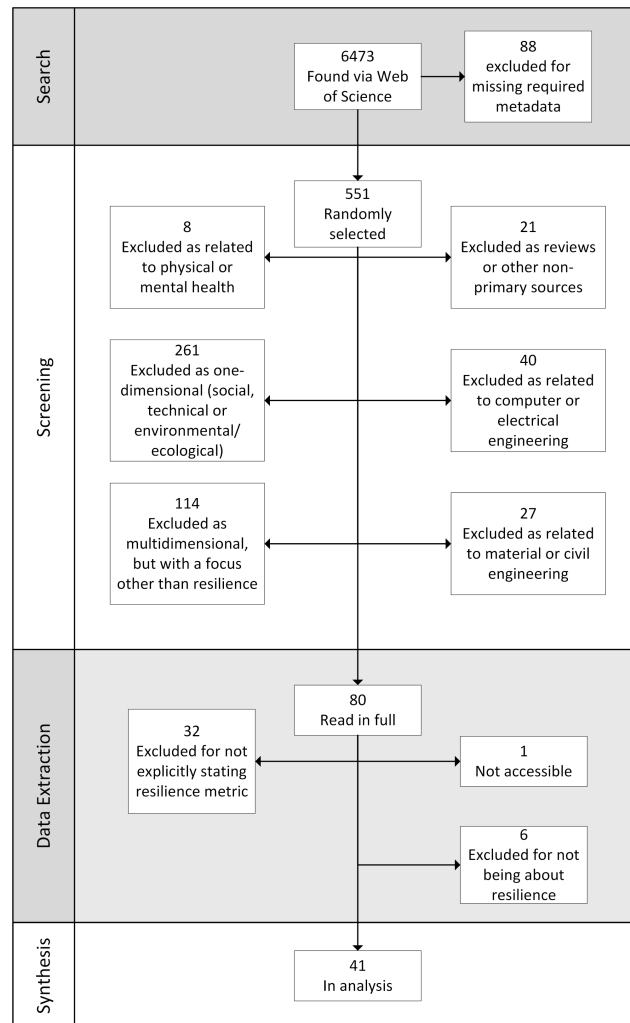 Search
6473
Found via Web
of Science
88
excluded for
missing required
metadata
Screening
551
Randomly
selected
8
Excluded as related
to physical or
mental health
21
Excluded as reviews
or other non-
primary sources
261
Excluded as one-
dimensional (social,
technical or
environmental/
ecological)
40
Excluded as related
to computer or
electrical
engineering
114
Excluded as
multidimensional,
but with a focus
other than resilience
27
Excluded as related
to material or civil
engineering
Data Extraction
80
Read in full
32
Excluded for not
explicitly stating
resilience metric
1
Not accessible
6
Excluded for not
being about
resilience
Synthesis
41
In analysis